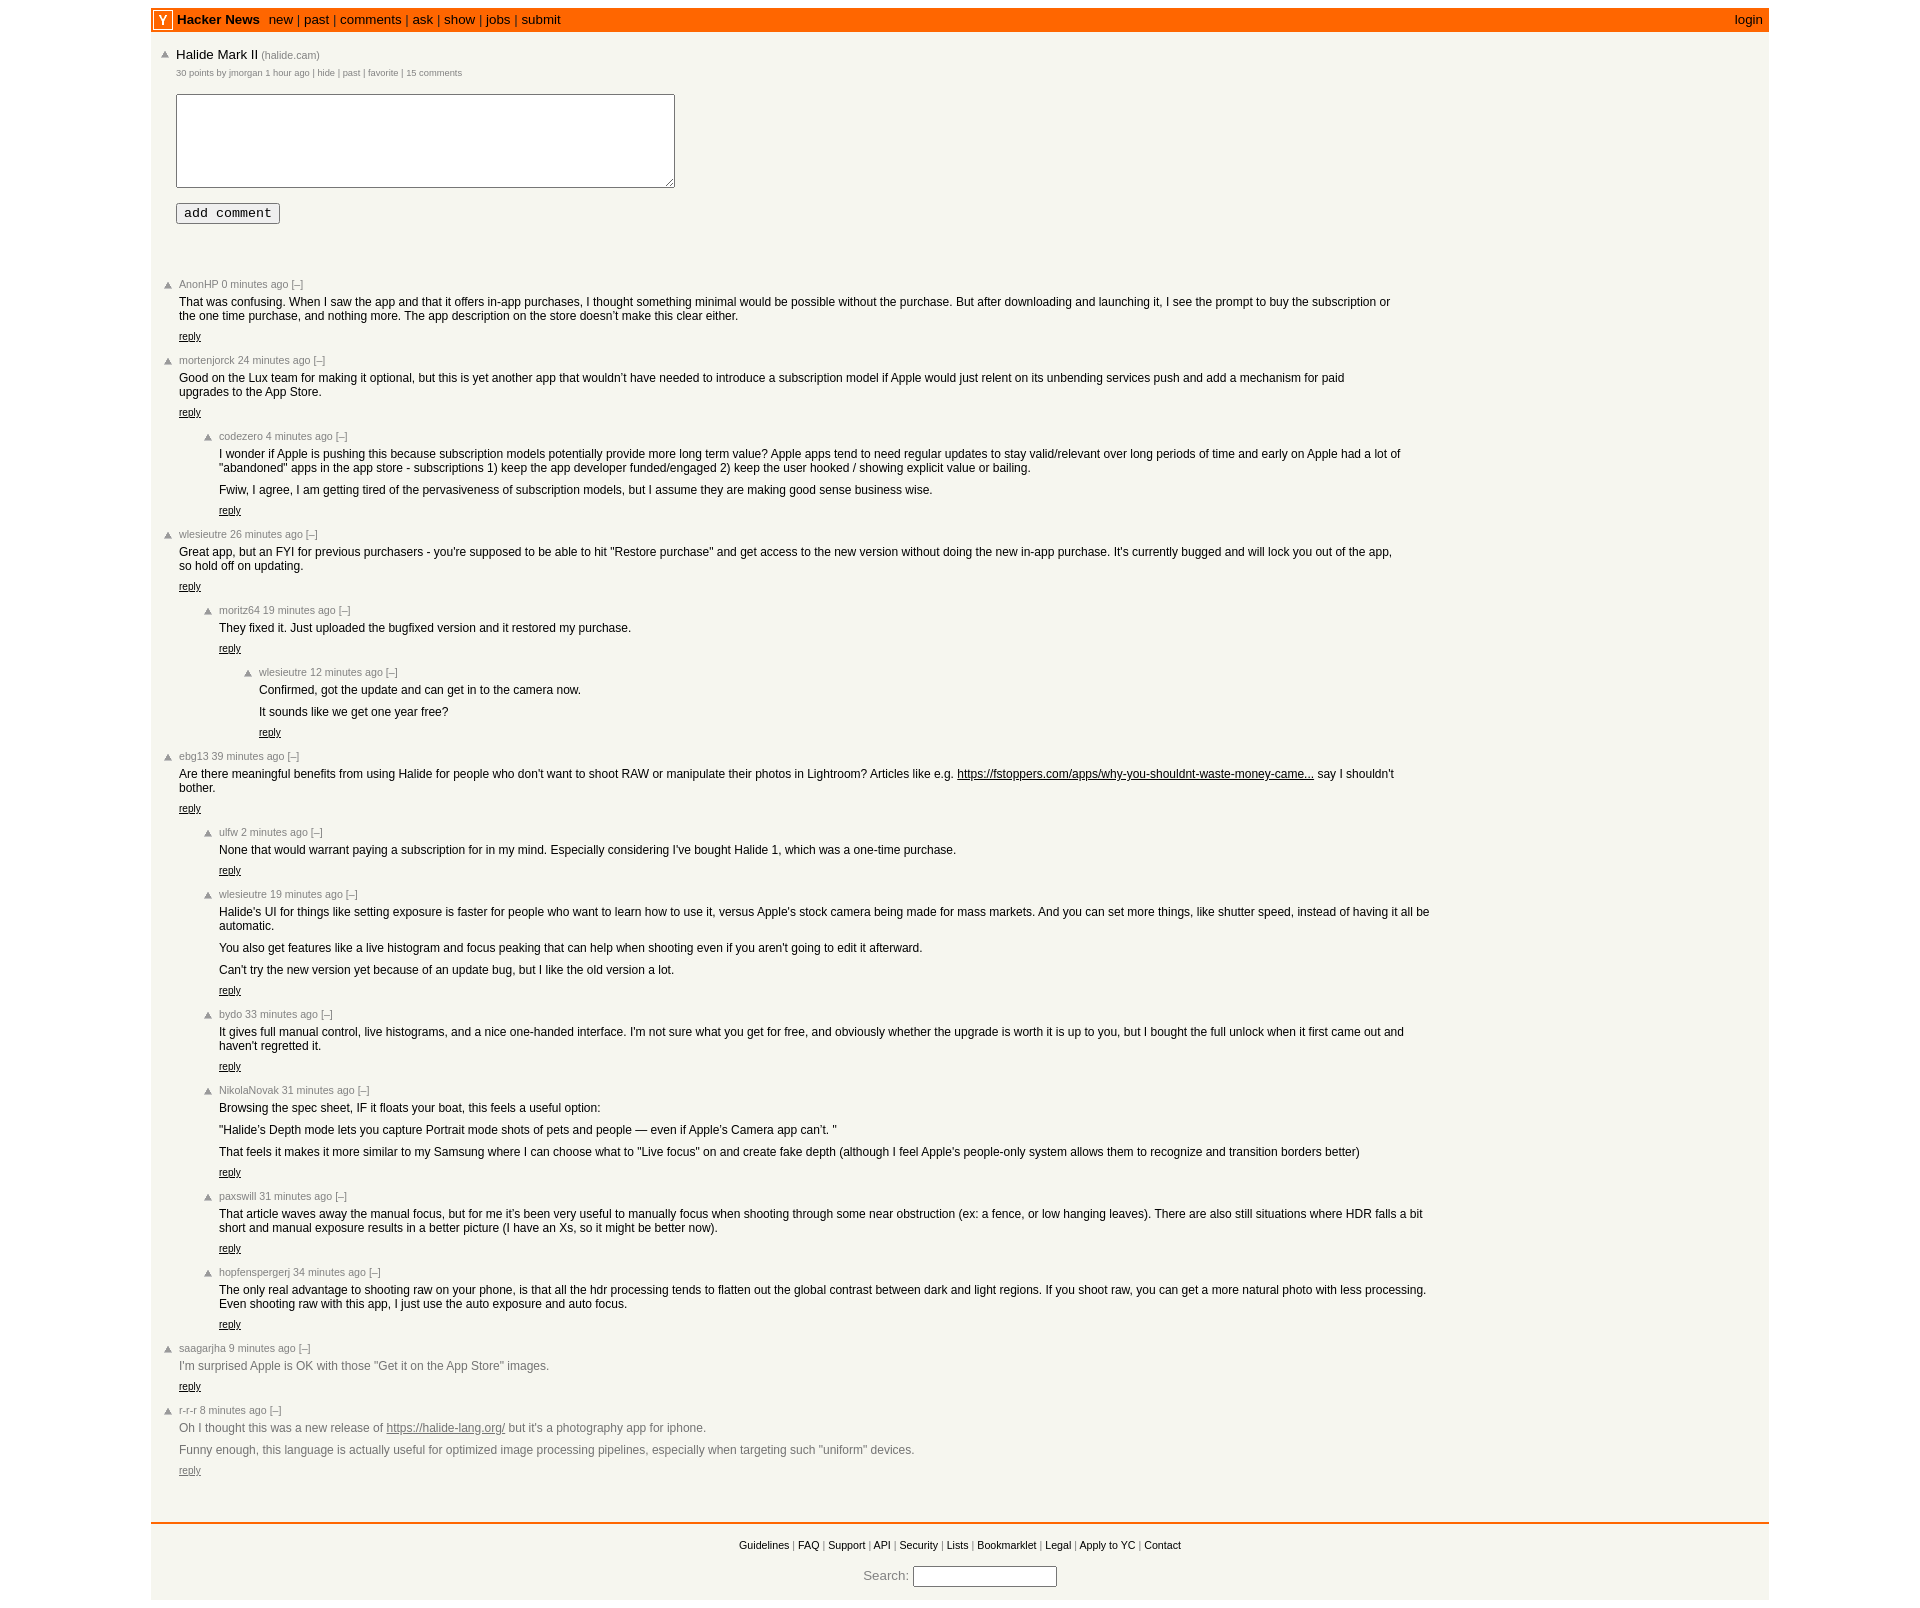 Y Hacker News new | past | comments | ask | show | jobs | submit login
Halide Mark II (halide.cam)
30 points by jmorgan 1 hour ago | hide | past | favorite | 15 comments
add comment
AnonHP 0 minutes ago [–]
That was confusing. When I saw the app and that it offers in-app purchases, I thought something minimal would be possible without the purchase. But after downloading and launching it, I see the prompt to buy the subscription or
the one time purchase, and nothing more. The app description on the store doesn’t make this clear either.
reply
mortenjorck 24 minutes ago [–]
Good on the Lux team for making it optional, but this is yet another app that wouldn’t have needed to introduce a subscription model if Apple would just relent on its unbending services push and add a mechanism for paid
upgrades to the App Store.
reply
codezero 4 minutes ago [–]
I wonder if Apple is pushing this because subscription models potentially provide more long term value? Apple apps tend to need regular updates to stay valid/relevant over long periods of time and early on Apple had a lot of
"abandoned" apps in the app store - subscriptions 1) keep the app developer funded/engaged 2) keep the user hooked / showing explicit value or bailing.
Fwiw, I agree, I am getting tired of the pervasiveness of subscription models, but I assume they are making good sense business wise.
reply
wlesieutre 26 minutes ago [–]
Great app, but an FYI for previous purchasers - you're supposed to be able to hit "Restore purchase" and get access to the new version without doing the new in-app purchase. It's currently bugged and will lock you out of the app,
so hold off on updating.
reply
moritz64 19 minutes ago [–]
They fixed it. Just uploaded the bugfixed version and it restored my purchase.
reply
wlesieutre 12 minutes ago [–]
Confirmed, got the update and can get in to the camera now.
It sounds like we get one year free?
reply
ebg13 39 minutes ago [–]
Are there meaningful benefits from using Halide for people who don't want to shoot RAW or manipulate their photos in Lightroom? Articles like e.g. https://fstoppers.com/apps/why-you-shouldnt-waste-money-came... say I shouldn't
bother.
reply
ulfw 2 minutes ago [–]
None that would warrant paying a subscription for in my mind. Especially considering I've bought Halide 1, which was a one-time purchase.
reply
wlesieutre 19 minutes ago [–]
Halide's UI for things like setting exposure is faster for people who want to learn how to use it, versus Apple's stock camera being made for mass markets. And you can set more things, like shutter speed, instead of having it all be
automatic.
You also get features like a live histogram and focus peaking that can help when shooting even if you aren't going to edit it afterward.
Can't try the new version yet because of an update bug, but I like the old version a lot.
reply
bydo 33 minutes ago [–]
It gives full manual control, live histograms, and a nice one-handed interface. I'm not sure what you get for free, and obviously whether the upgrade is worth it is up to you, but I bought the full unlock when it first came out and
haven't regretted it.
reply
NikolaNovak 31 minutes ago [–]
Browsing the spec sheet, IF it floats your boat, this feels a useful option:
"Halide’s Depth mode lets you capture Portrait mode shots of pets and people — even if Apple’s Camera app can’t. "
That feels it makes it more similar to my Samsung where I can choose what to "Live focus" on and create fake depth (although I feel Apple's people-only system allows them to recognize and transition borders better)
reply
paxswill 31 minutes ago [–]
That article waves away the manual focus, but for me it’s been very useful to manually focus when shooting through some near obstruction (ex: a fence, or low hanging leaves). There are also still situations where HDR falls a bit
short and manual exposure results in a better picture (I have an Xs, so it might be better now).
reply
hopfenspergerj 34 minutes ago [–]
The only real advantage to shooting raw on your phone, is that all the hdr processing tends to flatten out the global contrast between dark and light regions. If you shoot raw, you can get a more natural photo with less processing.
Even shooting raw with this app, I just use the auto exposure and auto focus.
reply
saagarjha 9 minutes ago [–]
I'm surprised Apple is OK with those "Get it on the App Store" images.
reply
r-r-r 8 minutes ago [–]
Oh I thought this was a new release of https://halide-lang.org/ but it's a photography app for iphone.
Funny enough, this language is actually useful for optimized image processing pipelines, especially when targeting such "uniform" devices.
reply
Guidelines | FAQ | Support | API | Security | Lists | Bookmarklet | Legal | Apply to YC | Contact
Search: